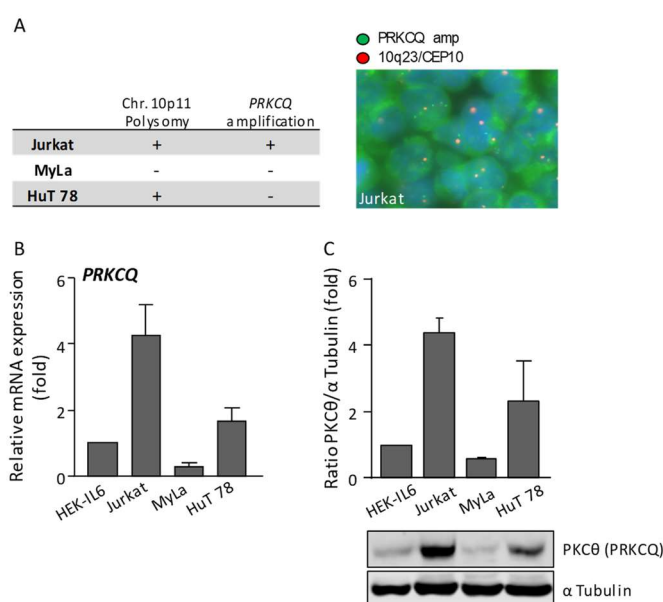 A
PRKCQ amp
10q23/CEP10
Chr. 10p11 PRKCQ
Polysomy amplification
Jurkat + +
MyLa - -
HuT 78 + -
Jurkat
B
PRKCQ
Relative mRNA expression
(fold)
6
4
2
0
HEK-IL6
Jurkat
MyLa
HuT 78
C
Ratio PKCθ/α Tubulin (fold)
6
4
2
0
HEK-IL6
Jurkat
MyLa
HuT 78
PKCθ (PRKCQ)
α Tubulin